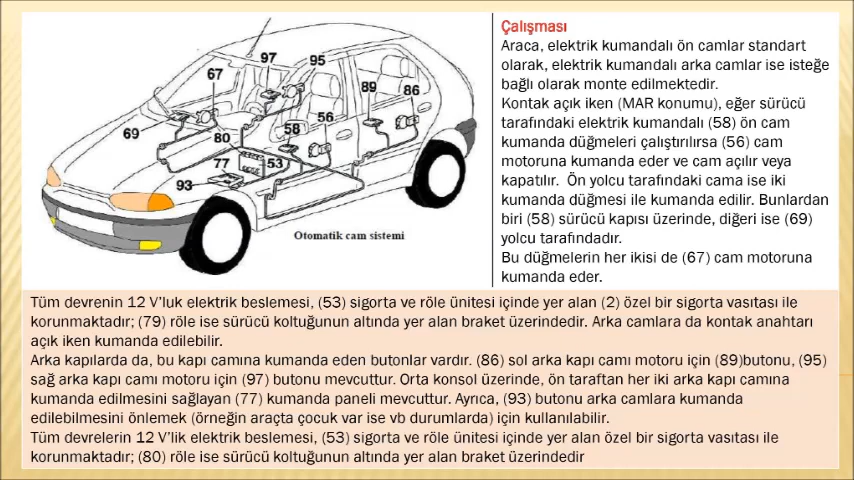 97
95
67
89
86
69
80
58
56
77
53
93
Otomatik cam sistemi
Çalışması
Araca, elektrik kumandalı ön camlar standart
olarak, elektrik kumandalı arka camlar ise isteğe
bağlı olarak monte edilmektedir.
Kontak açık iken (MAR konumu), eğer sürücü
tarafındaki elektrik kumandalı (58) ön cam
kumanda düğmeleri çalıştırılırsa (56) cam
motoruna kumanda eder ve cam açılır veya
kapatılır. Ön yolcu tarafındaki cama ise iki
kumanda düğmesi ile kumanda edilir. Bunlardan
biri (58) sürücü kapısı üzerinde, diğeri ise (69)
yolcu tarafındadır.
Bu düğmelerin her ikisi de (67) cam motoruna
kumanda eder.
Tüm devrenin 12 V'luk elektrik beslemesi, (53) sigorta ve röle ünitesi içinde yer alan (2) özel bir sigorta vasıtası ile
korunmaktadır; (79) röle ise sürücü koltuğunun altında yer alan braket üzerindedir. Arka camlara da kontak anahtarı
açık iken kumanda edilebilir.
Arka kapılarda da, bu kapı camına kumanda eden butonlar vardır. (86) sol arka kapı camı motoru için (89)butonu, (95)
sağ arka kapı camı motoru için (97) butonu mevcuttur. Orta konsol üzerinde, ön taraftan her iki arka kapı camına
kumanda edilmesini sağlayan (77) kumanda paneli mevcuttur. Ayrıca, (93) butonu arka camlara kumanda
edilebilmesini önlemek (örneğin araçta çocuk var ise vb durumlarda) için kullanılabilir.
Tüm devrelerin 12 V'lik elektrik beslemesi, (53) sigorta ve röle ünitesi içinde yer alan özel bir sigorta vasıtası ile
korunmaktadır; (80) röle ise sürücü koltuğunun altında yer alan braket üzerindedir